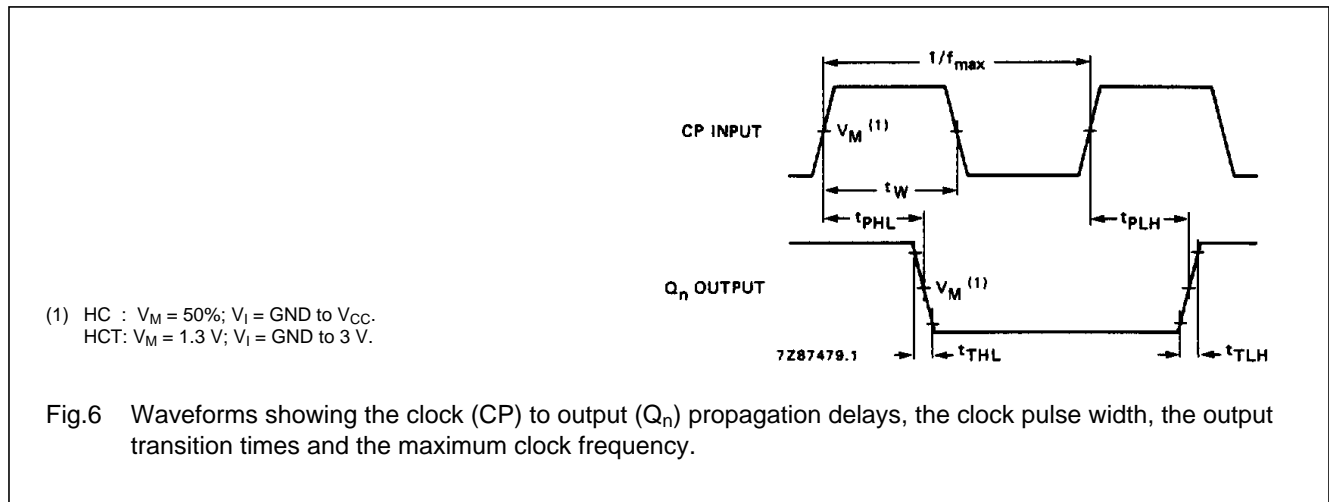 1/fmax
CP INPUT
VM (1)
tW
tPHL
tPLH
Qn OUTPUT
VM (1)
(1) HC : VM = 50%; VI = GND to VCC.
HCT: VM = 1.3 V; VI = GND to 3 V.
7Z87479.1
tTHL
tTLH
Fig.6 Waveforms showing the clock (CP) to output (Qn) propagation delays, the clock pulse width, the output
transition times and the maximum clock frequency.